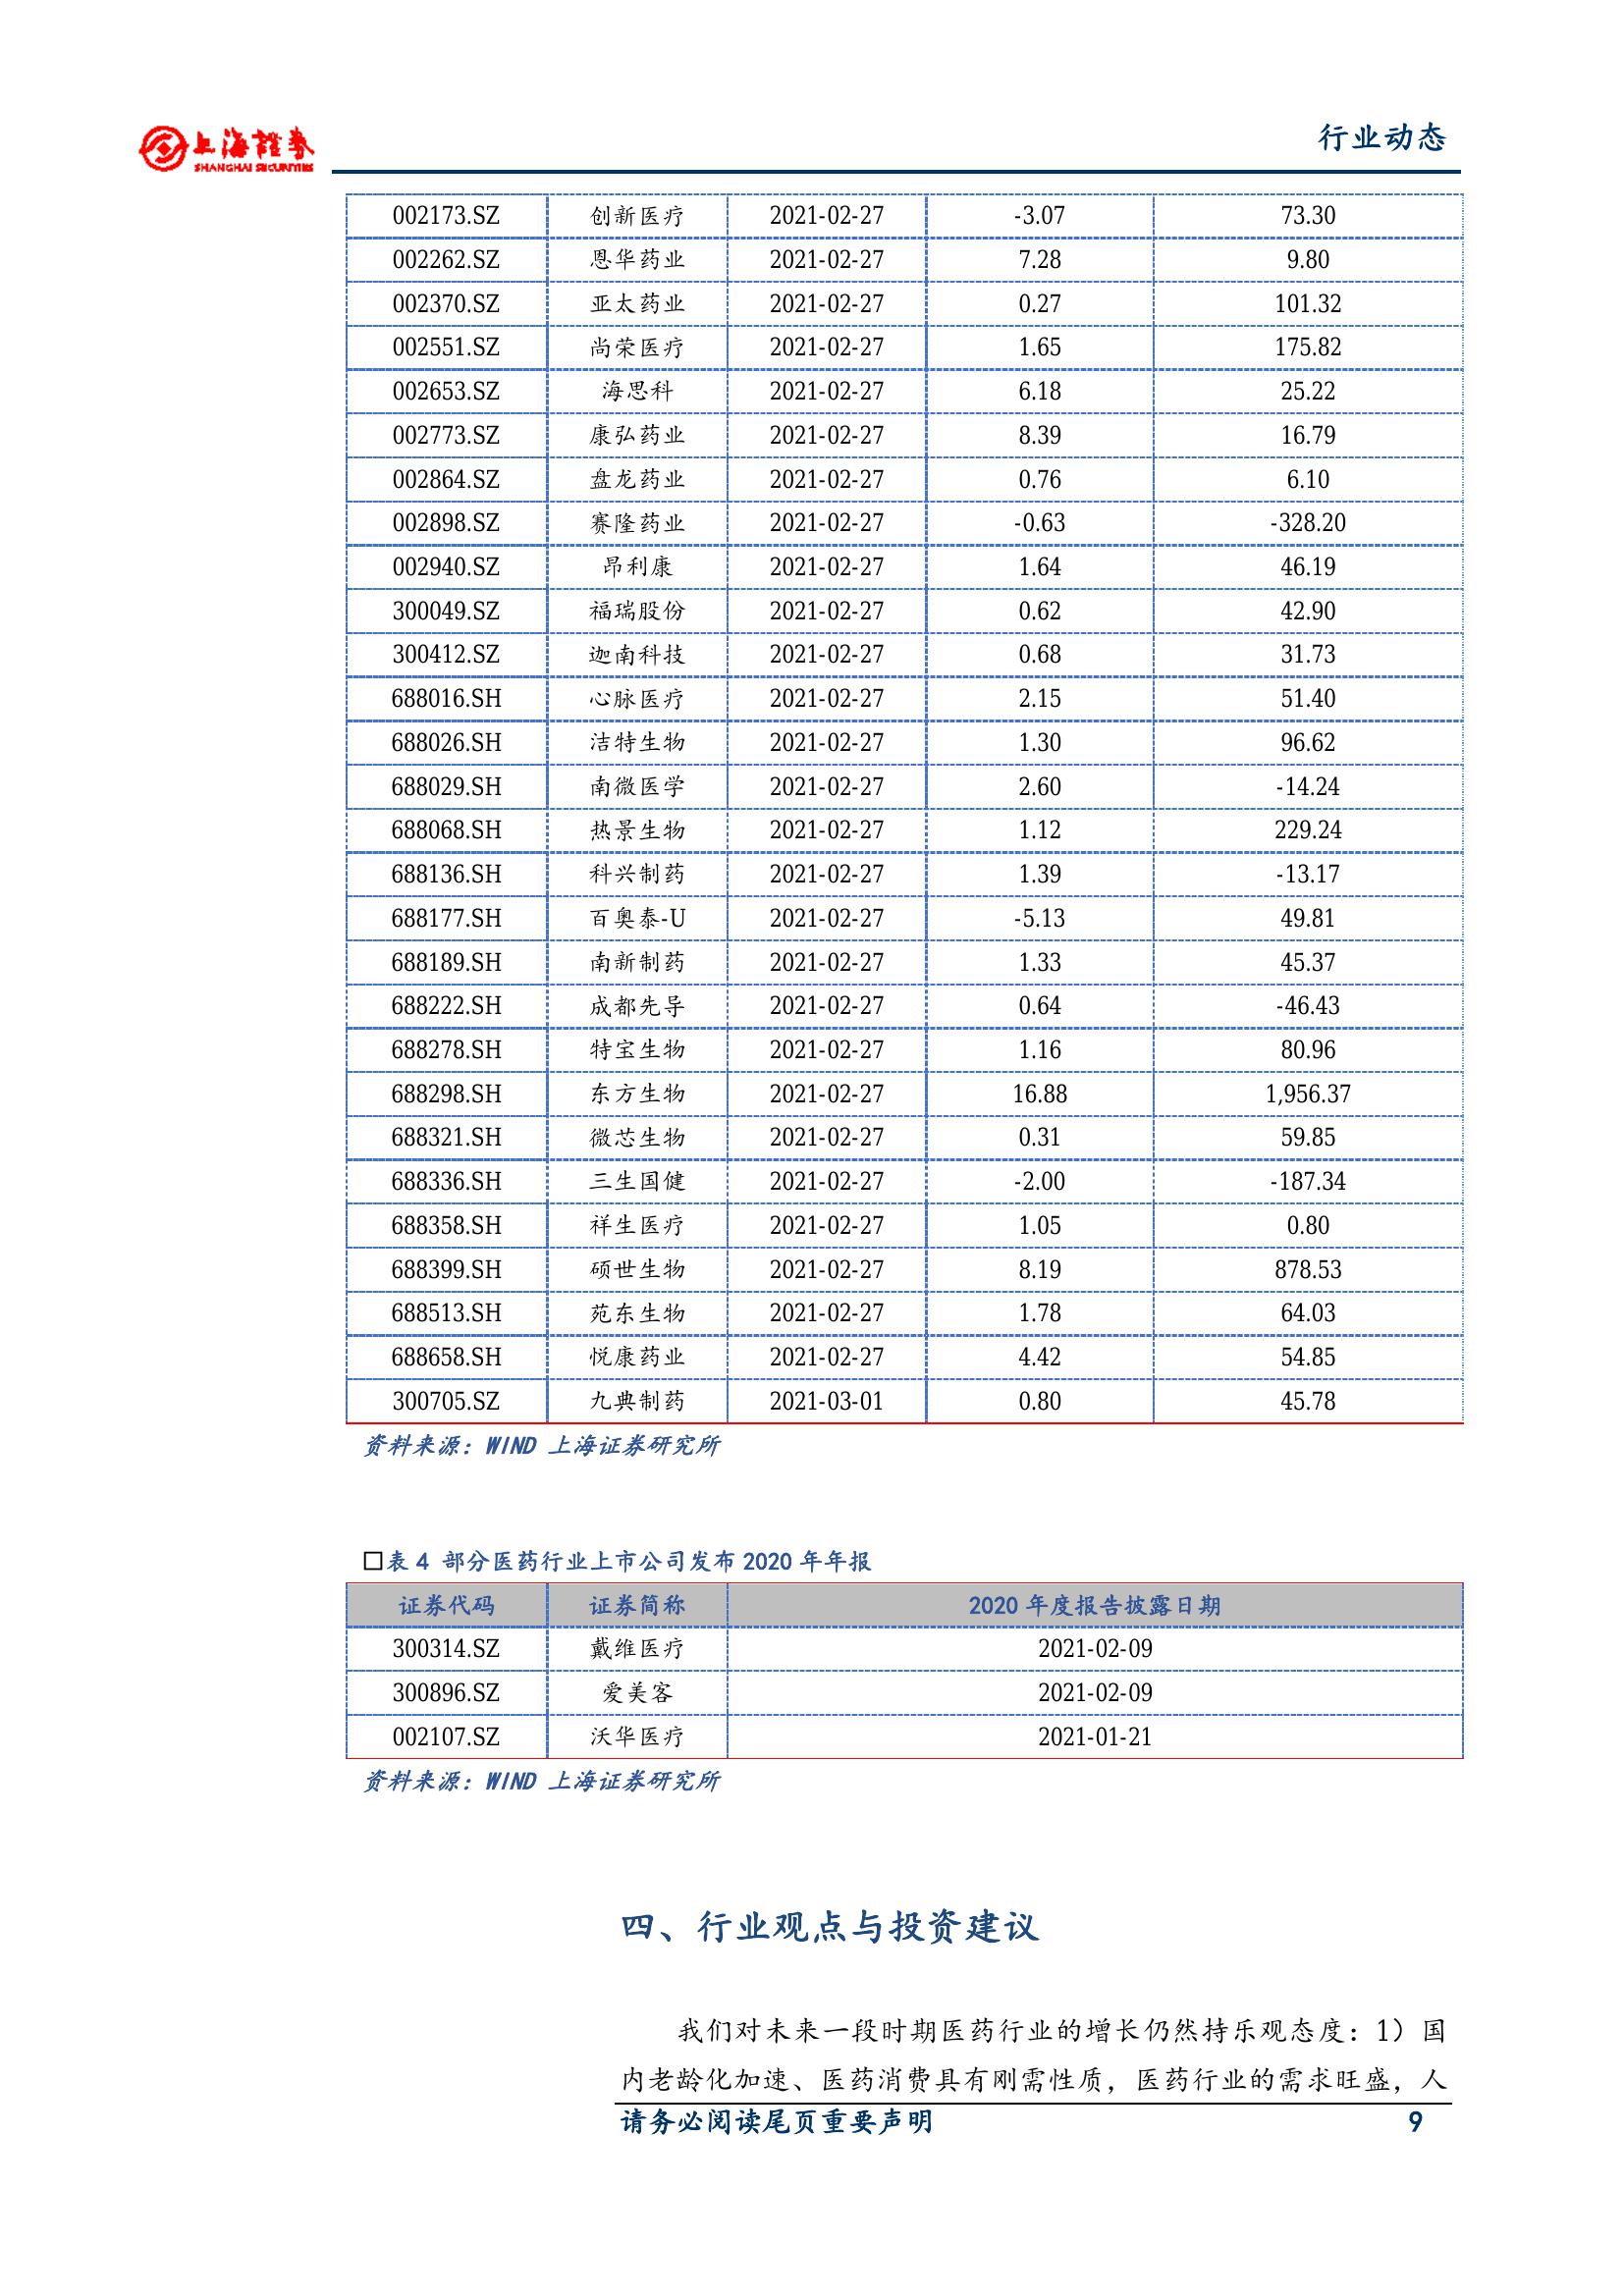 上海證券
SHANGHAI SECURITIES
行业动态
002173.SZ 创新医疗 2021-02-27 -3.07 73.30
002262.SZ 恩华药业 2021-02-27 7.28 9.80
002370.SZ 亚太药业 2021-02-27 0.27 101.32
002551.SZ 尚荣医疗 2021-02-27 1.65 175.82
002653.SZ 海思科 2021-02-27 6.18 25.22
002773.SZ 康弘药业 2021-02-27 8.39 16.79
002864.SZ 盘龙药业 2021-02-27 0.76 6.10
002898.SZ 赛隆药业 2021-02-27 -0.63 -328.20
002940.SZ 昂利康 2021-02-27 1.64 46.19
300049.SZ 福瑞股份 2021-02-27 0.62 42.90
300412.SZ 迦南科技 2021-02-27 0.68 31.73
688016.SH 心脉医疗 2021-02-27 2.15 51.40
688026.SH 洁特生物 2021-02-27 1.30 96.62
688029.SH 南微医学 2021-02-27 2.60 -14.24
688068.SH 热景生物 2021-02-27 1.12 229.24
688136.SH 科兴制药 2021-02-27 1.39 -13.17
688177.SH 百奥泰-U 2021-02-27 -5.13 49.81
688189.SH 南新制药 2021-02-27 1.33 45.37
688222.SH 成都先导 2021-02-27 0.64 -46.43
688278.SH 特宝生物 2021-02-27 1.16 80.96
688298.SH 东方生物 2021-02-27 16.88 1,956.37
688321.SH 微芯生物 2021-02-27 0.31 59.85
688336.SH 三生国健 2021-02-27 -2.00 -187.34
688358.SH 祥生医疗 2021-02-27 1.05 0.80
688399.SH 硕世生物 2021-02-27 8.19 878.53
688513.SH 苑东生物 2021-02-27 1.78 64.03
688658.SH 悦康药业 2021-02-27 4.42 54.85
300705.SZ 九典制药 2021-03-01 0.80 45.78
资料来源：WIND 上海证券研究所
□表 4 部分医药行业上市公司发布 2020 年年报
证券代码 证券简称 2020 年度报告披露日期
300314.SZ 戴维医疗 2021-02-09
300896.SZ 爱美客 2021-02-09
002107.SZ 沃华医疗 2021-01-21
资料来源：WIND 上海证券研究所
四、行业观点与投资建议
我们对未来一段时期医药行业的增长仍然持乐观态度：1）国
内老龄化加速、医药消费具有刚需性质，医药行业的需求旺盛，人
请务必阅读尾页重要声明 9